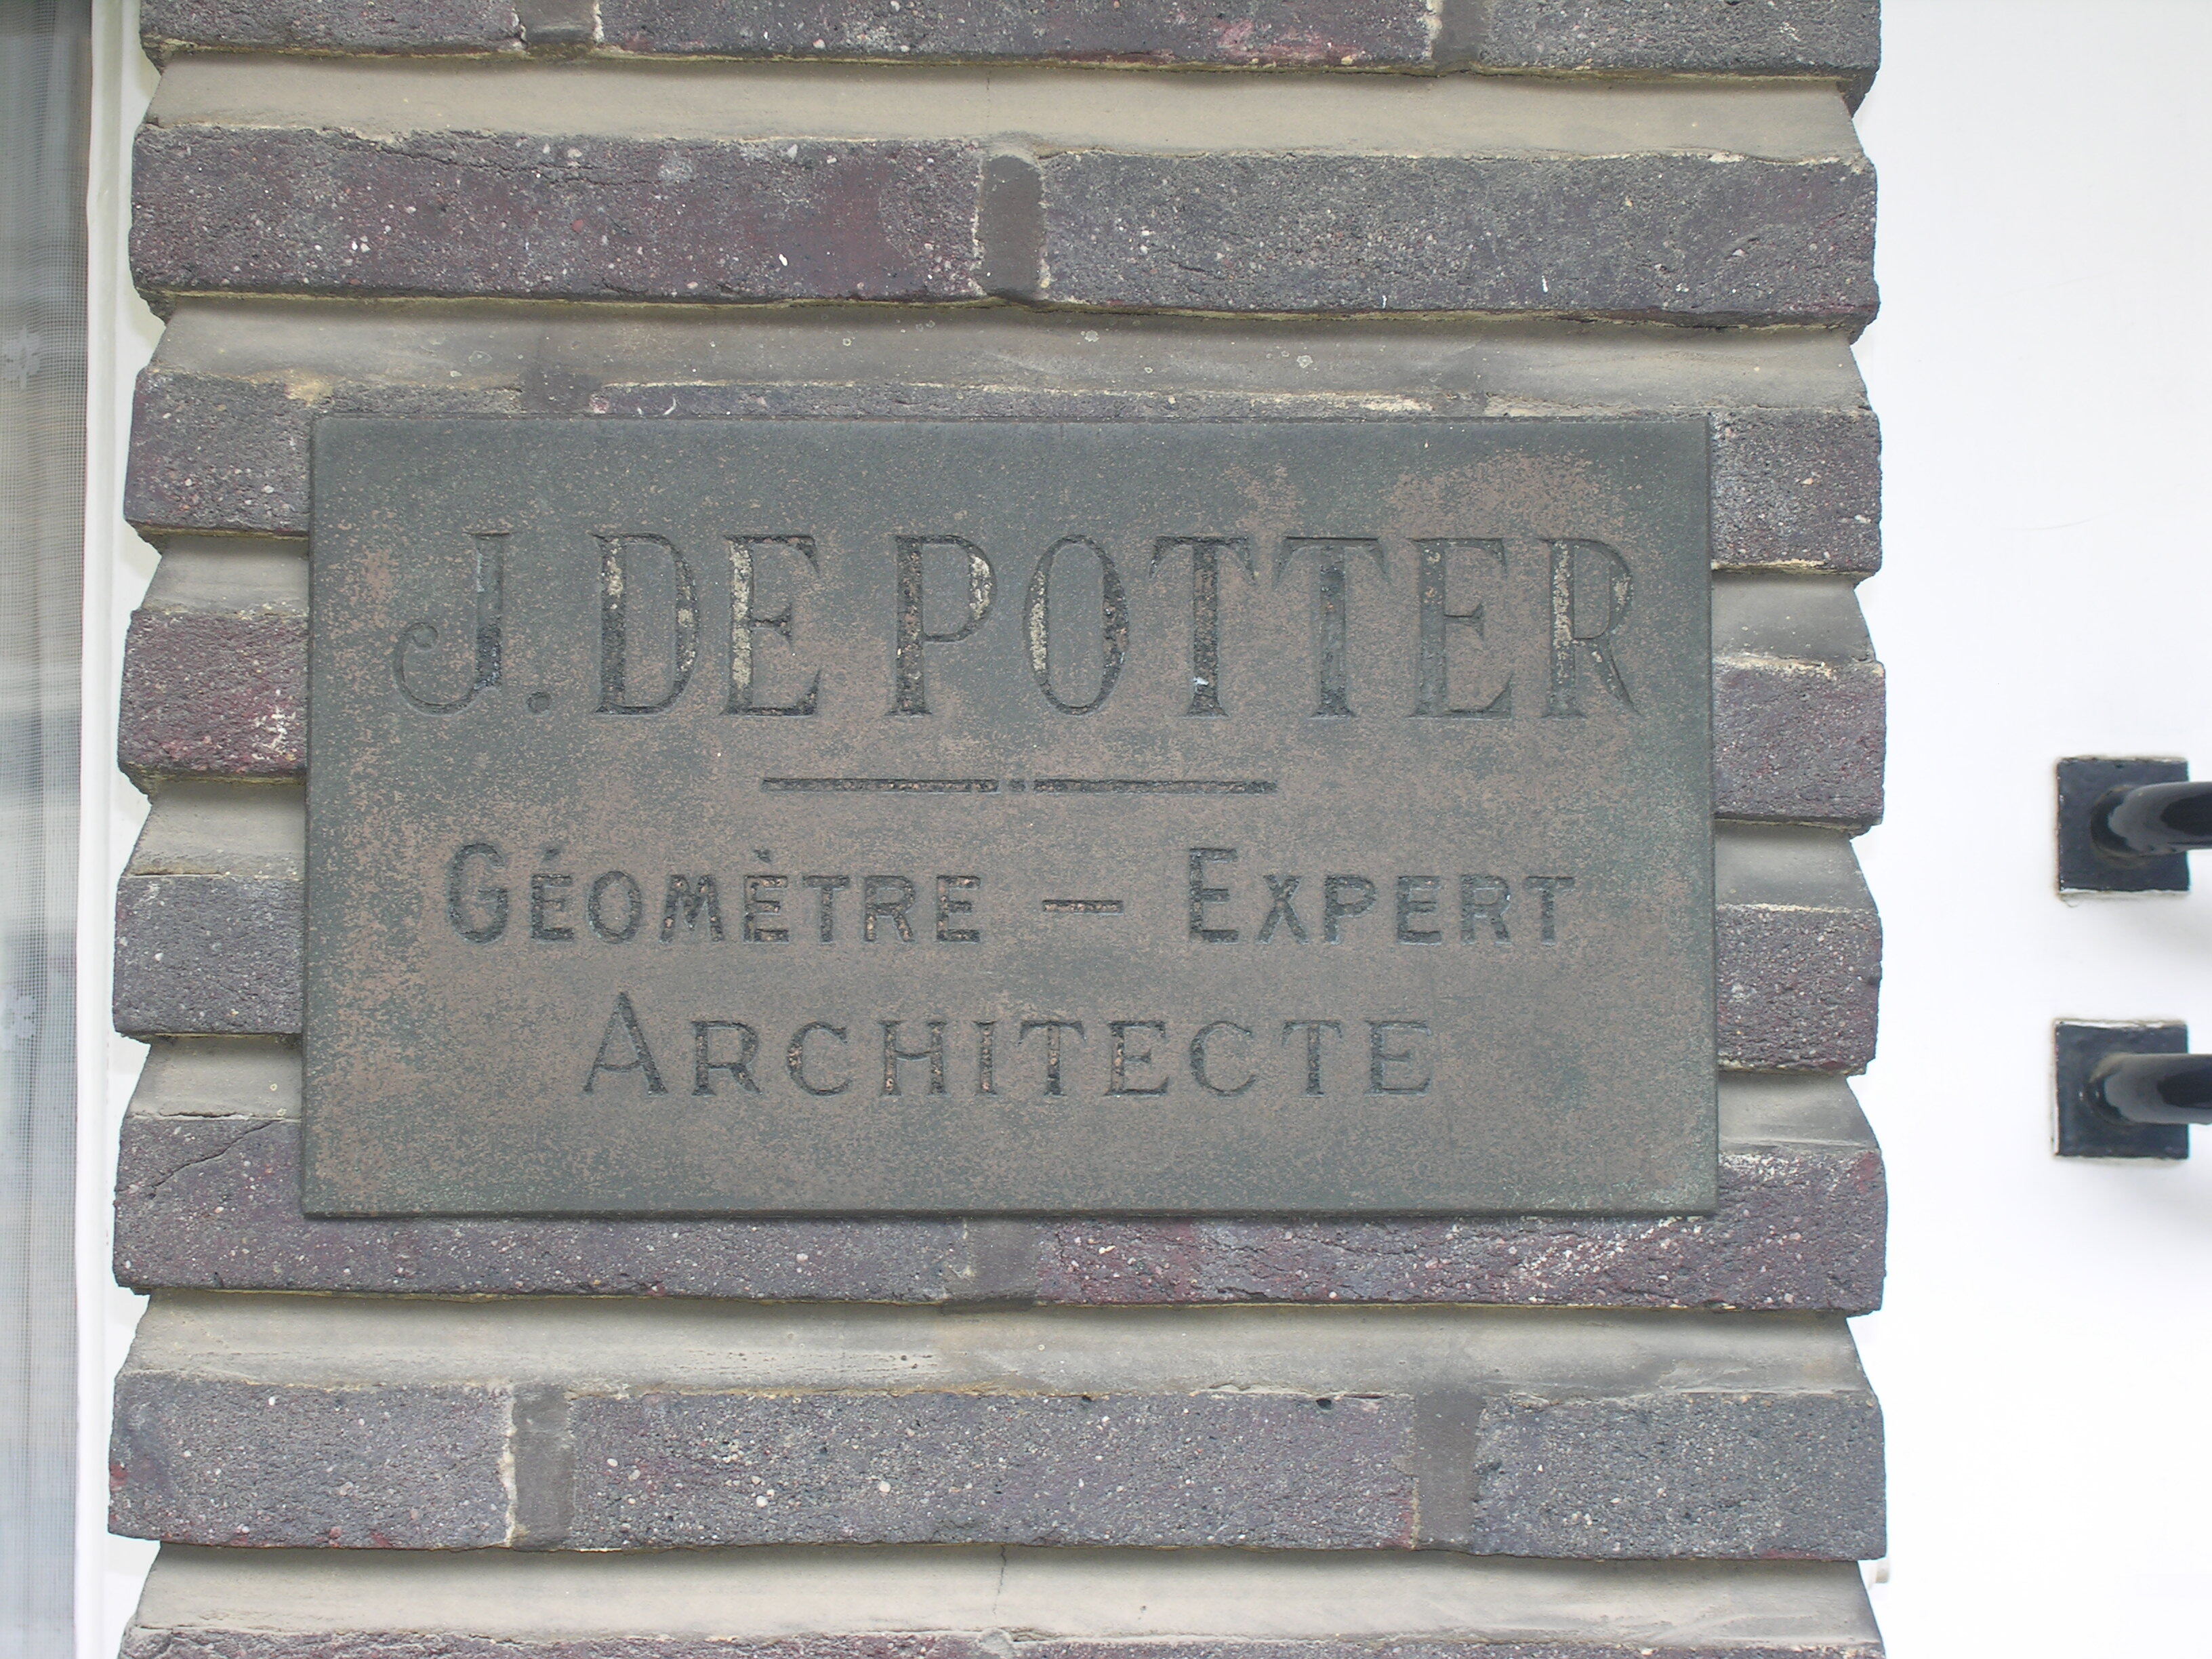 J. DE POTTER
GÉOMÈTRE — EXPERT
ARCHITECTE